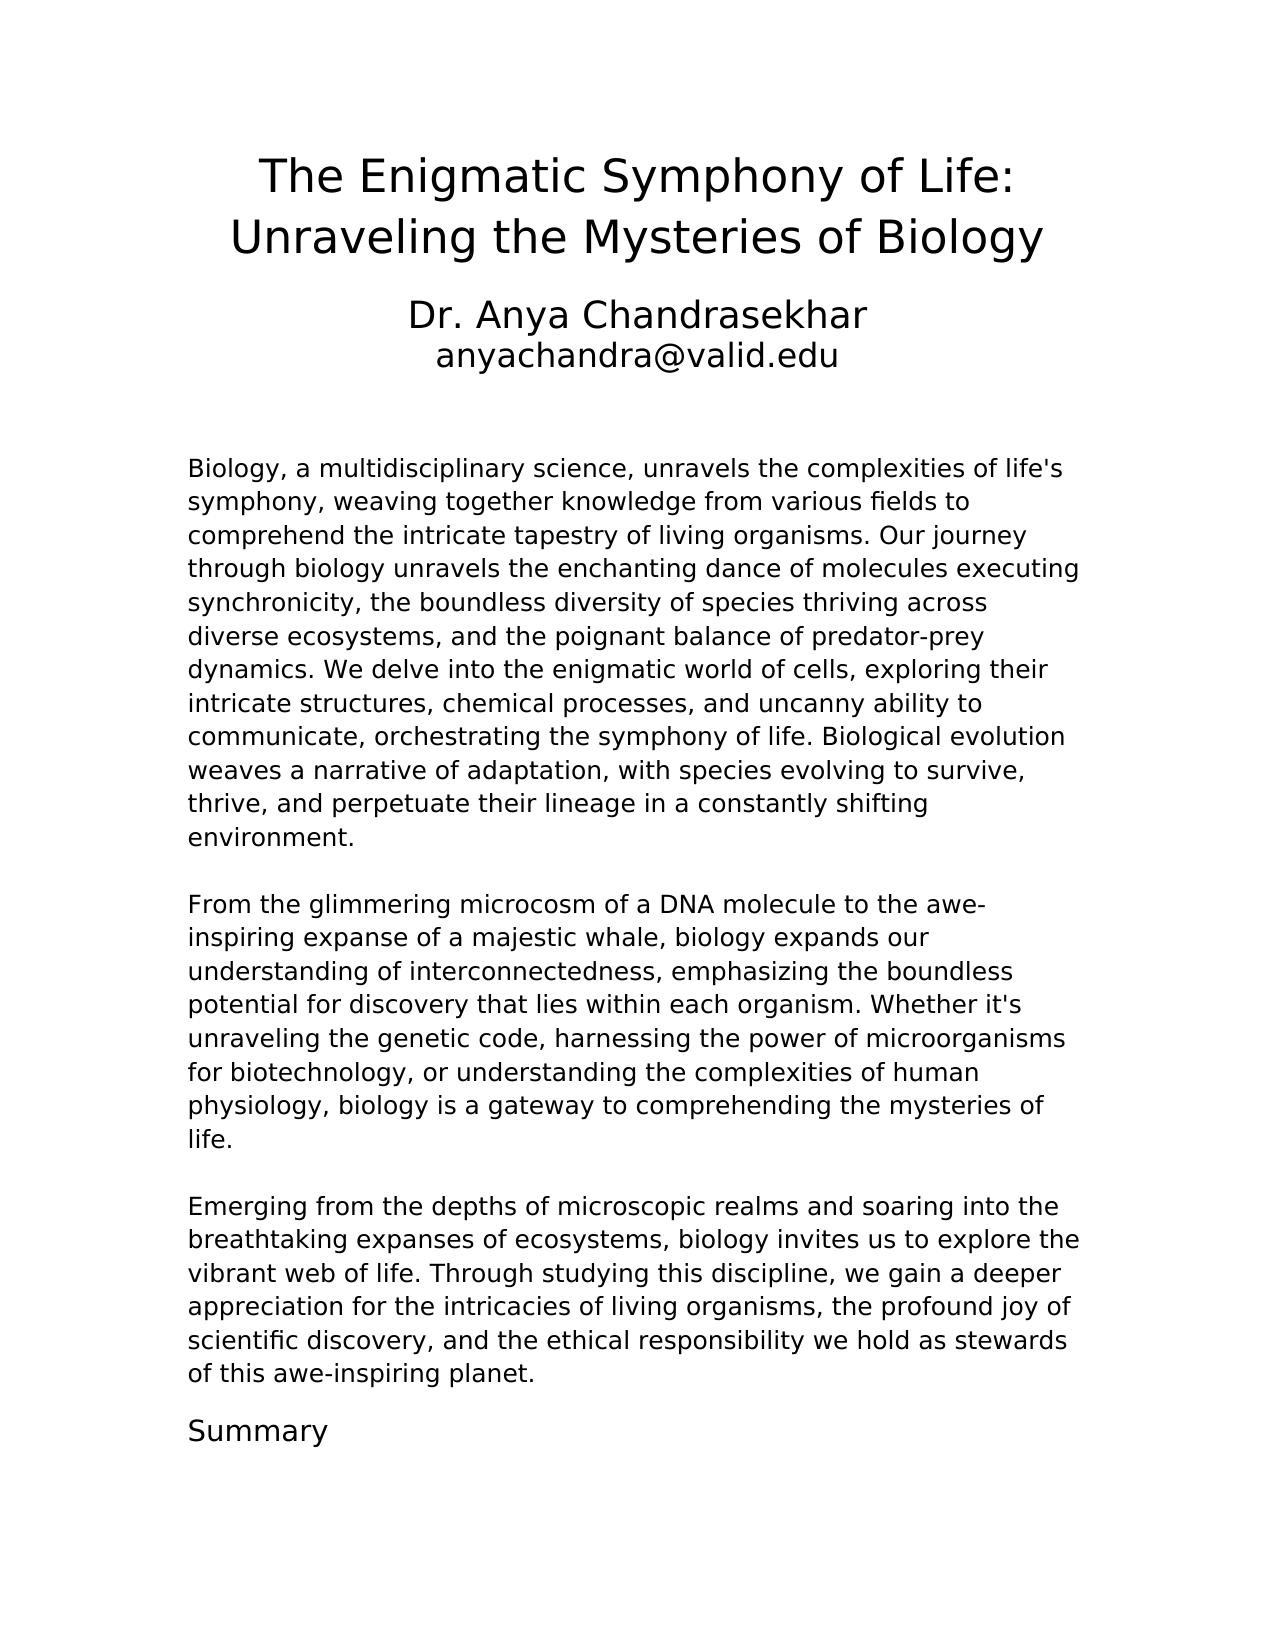 The Enigmatic Symphony of Life:
Unraveling the Mysteries of Biology
Dr. Anya Chandrasekhar
anyachandra@valid.edu
Biology, a multidisciplinary science, unravels the complexities of life's
symphony, weaving together knowledge from various fields to
comprehend the intricate tapestry of living organisms. Our journey
through biology unravels the enchanting dance of molecules executing
synchronicity, the boundless diversity of species thriving across
diverse ecosystems, and the poignant balance of predator-prey
dynamics. We delve into the enigmatic world of cells, exploring their
intricate structures, chemical processes, and uncanny ability to
communicate, orchestrating the symphony of life. Biological evolution
weaves a narrative of adaptation, with species evolving to survive,
thrive, and perpetuate their lineage in a constantly shifting
environment.
From the glimmering microcosm of a DNA molecule to the awe-
inspiring expanse of a majestic whale, biology expands our
understanding of interconnectedness, emphasizing the boundless
potential for discovery that lies within each organism. Whether it's
unraveling the genetic code, harnessing the power of microorganisms
for biotechnology, or understanding the complexities of human
physiology, biology is a gateway to comprehending the mysteries of
life.
Emerging from the depths of microscopic realms and soaring into the
breathtaking expanses of ecosystems, biology invites us to explore the
vibrant web of life. Through studying this discipline, we gain a deeper
appreciation for the intricacies of living organisms, the profound joy of
scientific discovery, and the ethical responsibility we hold as stewards
of this awe-inspiring planet.
Summary